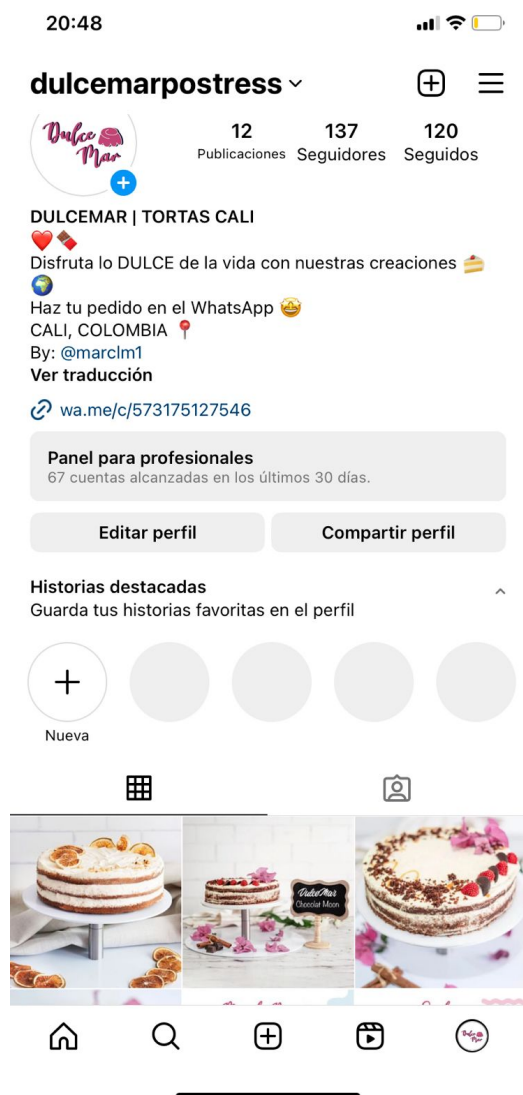 20:48
dulcemarpostress
Dulce
Mar
12 137 120
Publicaciones Seguidores Seguidos
DULCEMAR | TORTAS CALI
❤️🍫
Disfruta lo DULCE de la vida con nuestras creaciones 🍰
🌍
Haz tu pedido en el WhatsApp 🤩
CALI, COLOMBIA 📍
By: @marclm1
Ver traducción
wa.me/c/573175127546
Panel para profesionales
67 cuentas alcanzadas en los últimos 30 días.
Editar perfil Compartir perfil
Historias destacadas
Guarda tus historias favoritas en el perfil
Nueva
DulceMar
Chocolat Moon
Dulce
Mar